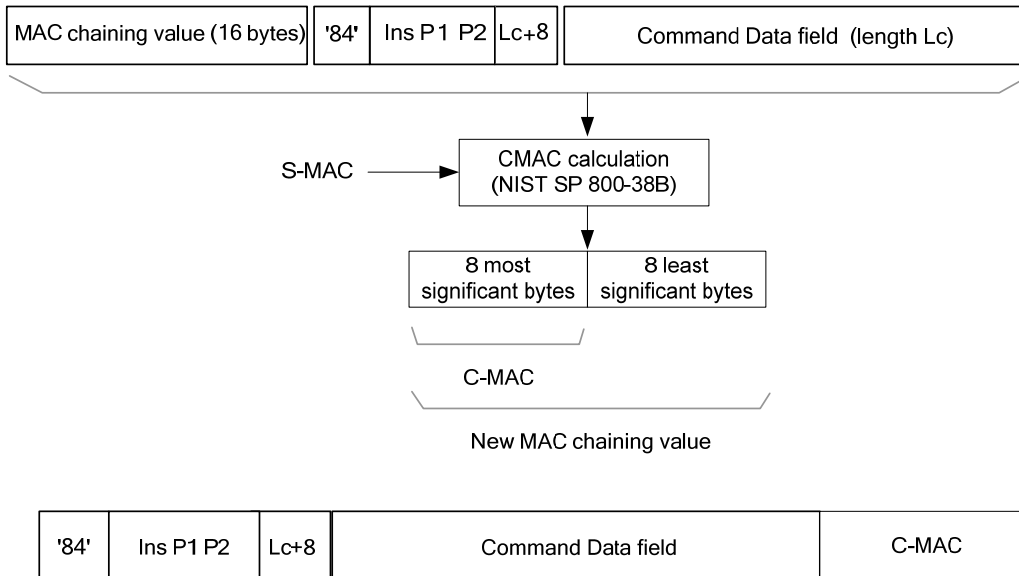 MAC chaining value (16 bytes) '84' Ins P1 P2 Lc+8 Command Data field (length Lc)
S-MAC
CMAC calculation
(NIST SP 800-38B)
8 most
significant bytes
8 least
significant bytes
C-MAC
New MAC chaining value
'84' Ins P1 P2 Lc+8 Command Data field C-MAC